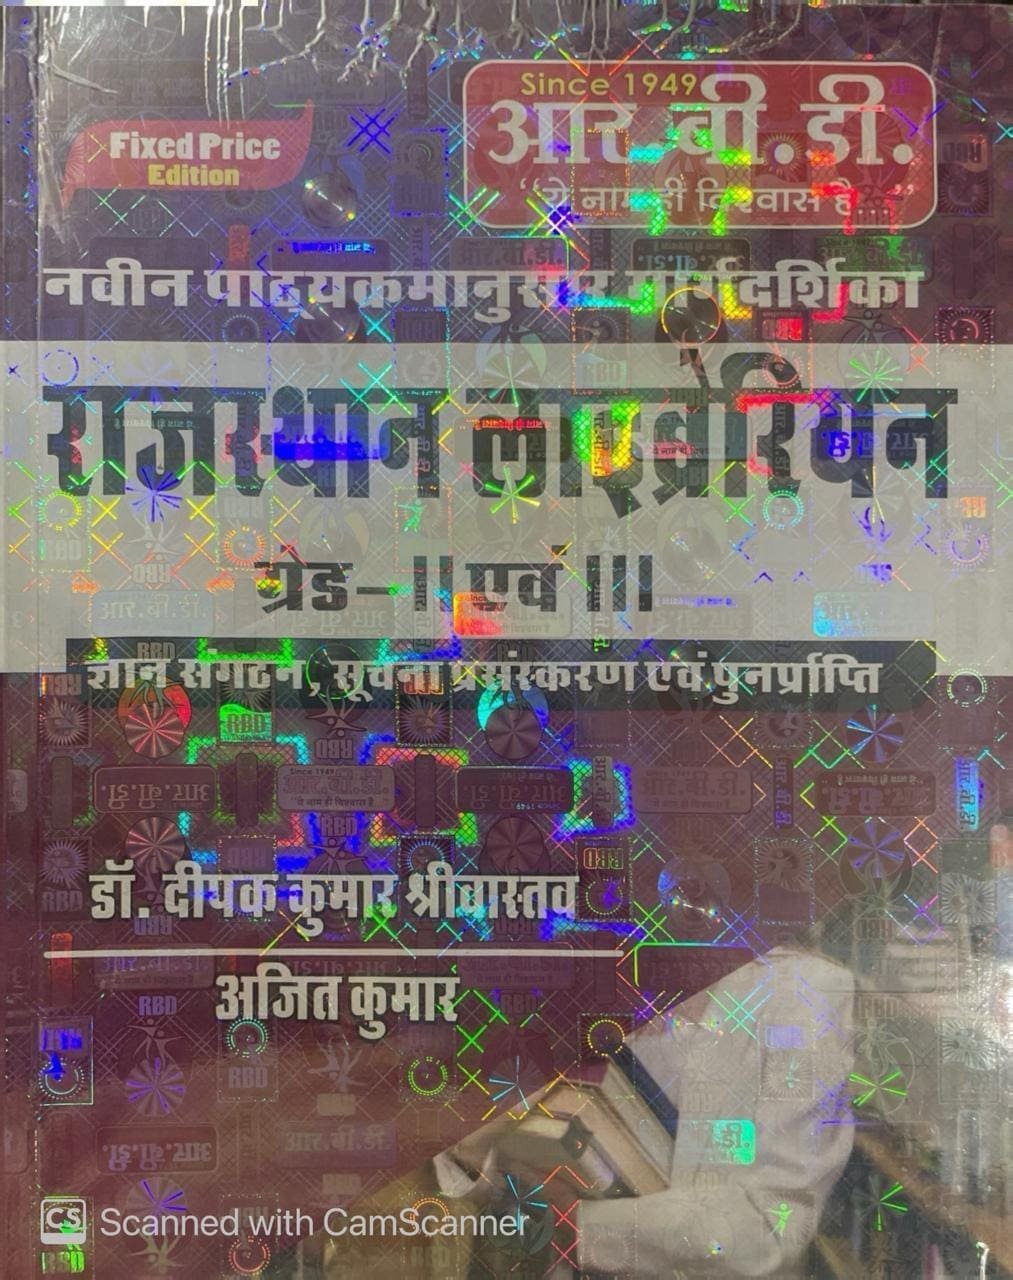 Since 1949
आर.बी.डी.
“ये नाम ही विश्वास है...”
Fixed Price
Edition
नवीन पाठ्यक्रमानुसार मार्गदर्शिका
राजस्थान लाइब्रेरियन
ग्रेड-II एवं III
ज्ञान संगठन, सूचना प्रसंस्करण एवं पुनर्प्राप्ति
डॉ. दीपक कुमार श्रीवास्तव
अजित कुमार
CS Scanned with CamScanner